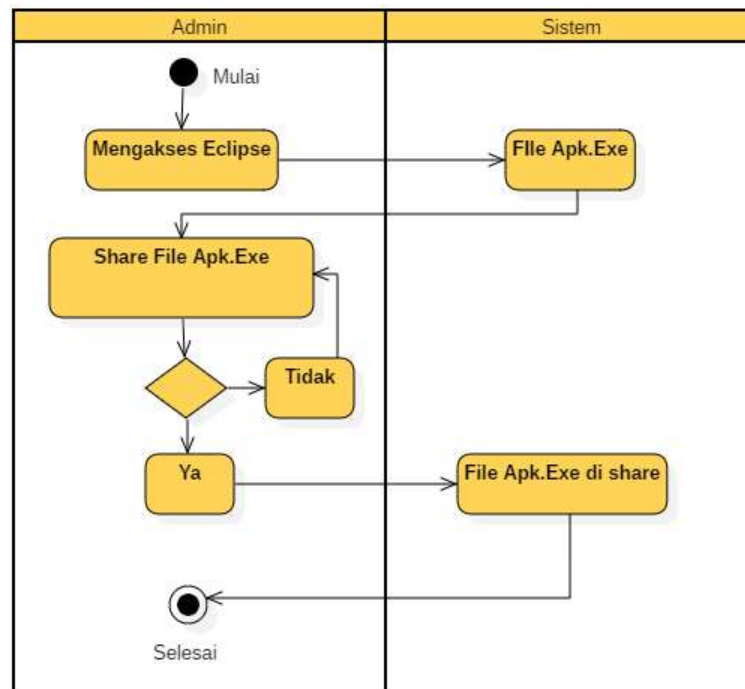 Admin
Sistem
Mulai
Mengakses Eclipse
FIle Apk.Exe
Share File Apk.Exe
Tidak
Ya
File Apk.Exe di share
Selesai